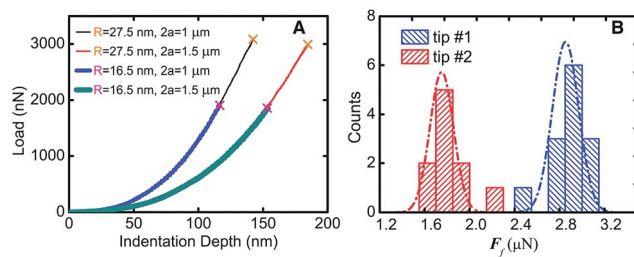 A
R=27.5 nm, 2a=1 μm
R=27.5 nm, 2a=1.5 μm
R=16.5 nm, 2a=1 μm
R=16.5 nm, 2a=1.5 μm
3000
2000
1000
0
Load (nN)
0 50 100 150 200
Indentation Depth (nm)
B
tip #1
tip #2
8
6
4
2
0
Counts
1.2 1.6 2.0 2.4 2.8 3.2
F_f (μN)